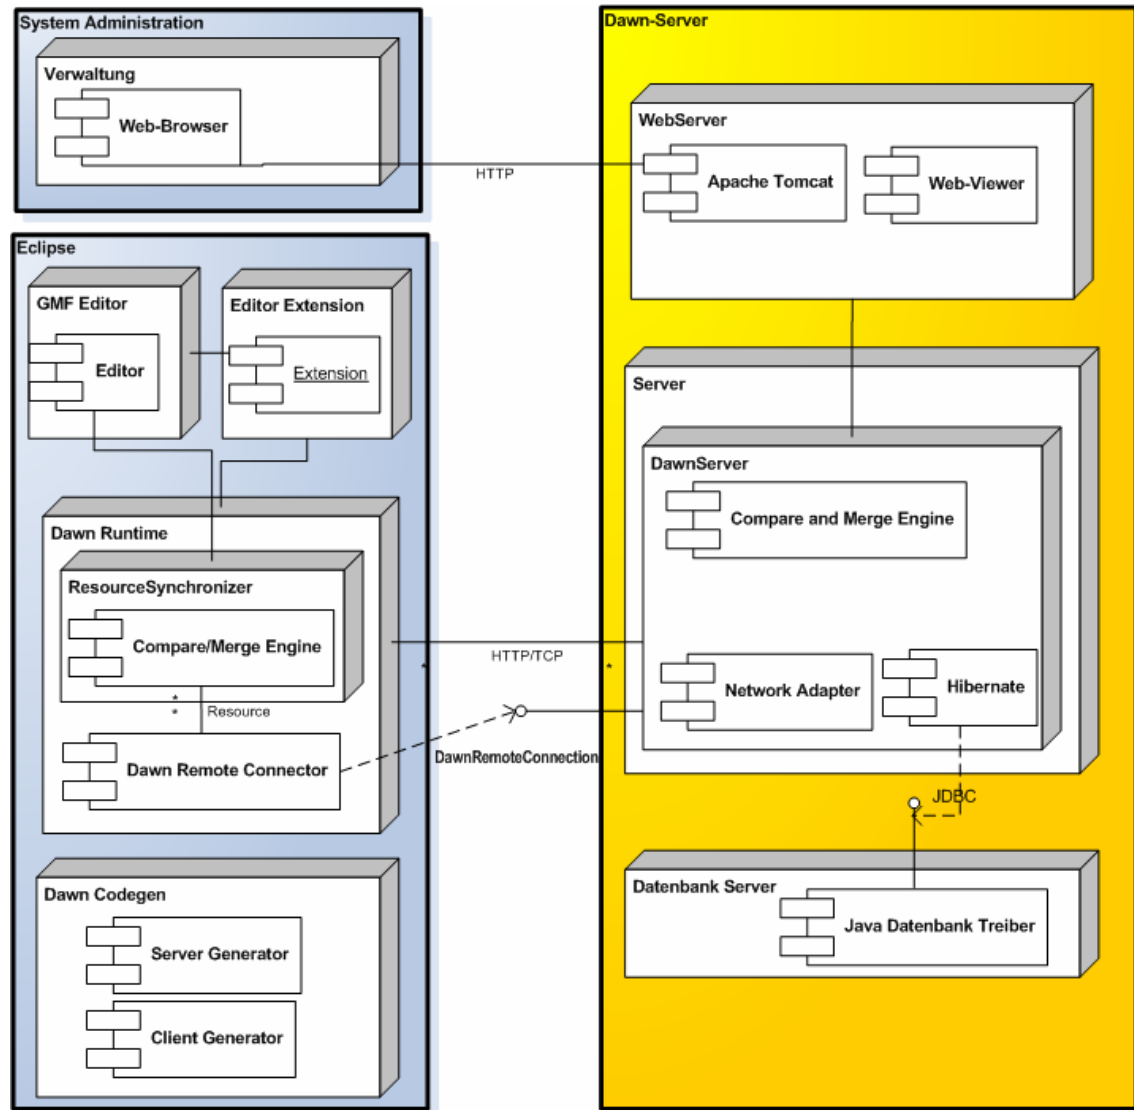 System Administration
Verwaltung
Web-Browser
HTTP
Dawn-Server
WebServer
Apache Tomcat
Web-Viewer
Eclipse
GMF Editor
Editor
Editor Extension
Extension
Dawn Runtime
ResourceSynchronizer
Compare/Merge Engine
*
*
Resource
Dawn Remote Connector
*
HTTP/TCP
*
DawnRemoteConnection
Server
DawnServer
Compare and Merge Engine
Network Adapter
Hibernate
JDBC
Datenbank Server
Java Datenbank Treiber
Dawn Codegen
Server Generator
Client Generator